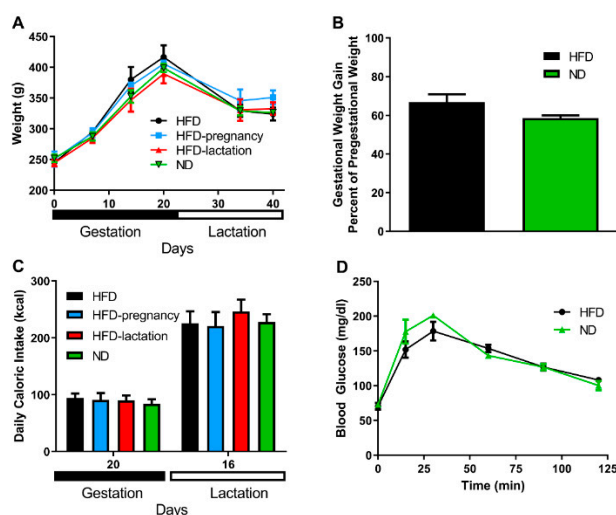 A
Weight (g)
450
400
350
300
250
200
HFD
HFD-pregnancy
HFD-lactation
ND
0
10
20
30
40
Gestation
Lactation
Days
B
Gestational Weight Gain
Percent of Pregestational Weight
100
80
60
40
20
0
HFD
ND
C
Daily Caloric Intake (kcal)
300
200
100
0
HFD
HFD-pregnancy
HFD-lactation
ND
20
16
Gestation
Lactation
Days
D
Blood Glucose (mg/dl)
250
200
150
100
50
0
HFD
ND
0
25
50
75
100
125
Time (min)